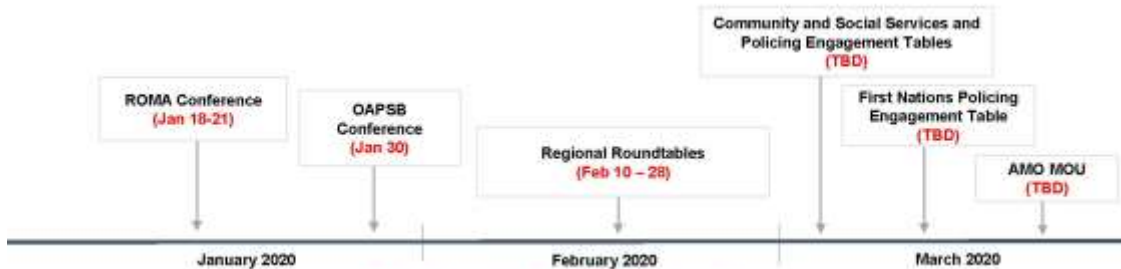 Community and Social Services and
Policing Engagement Tables
(TBD)
ROMA Conference
(Jan 18-21)
OAPSB
Conference
(Jan 30)
First Nations Policing
Engagement Table
(TBD)
Regional Roundtables
(Feb 10 – 28)
AMO MOU
(TBD)
January 2020
February 2020
March 2020